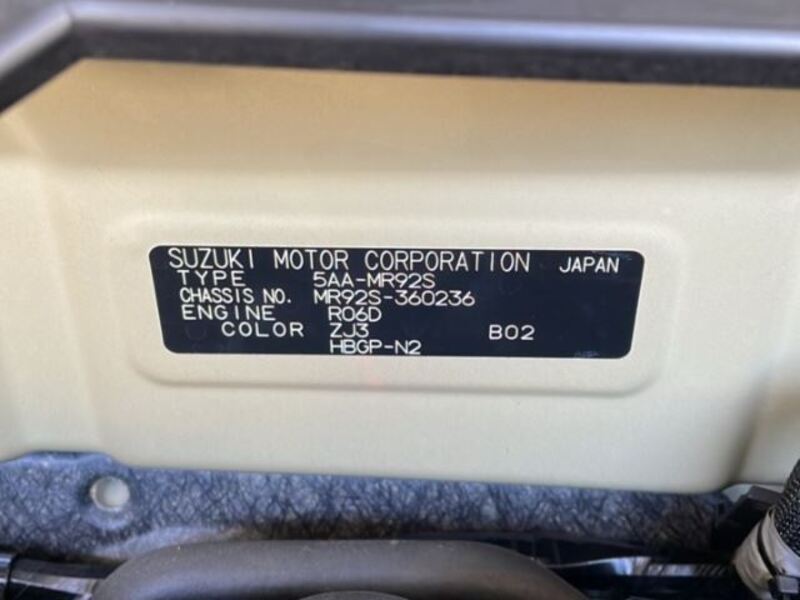 SUZUKI MOTOR CORPORATION JAPAN
TYPE 5AA-MR92S
CHASSIS NO. MR92S-360236
ENGINE R06D
COLOR ZJ3 B02
HBGP-N2